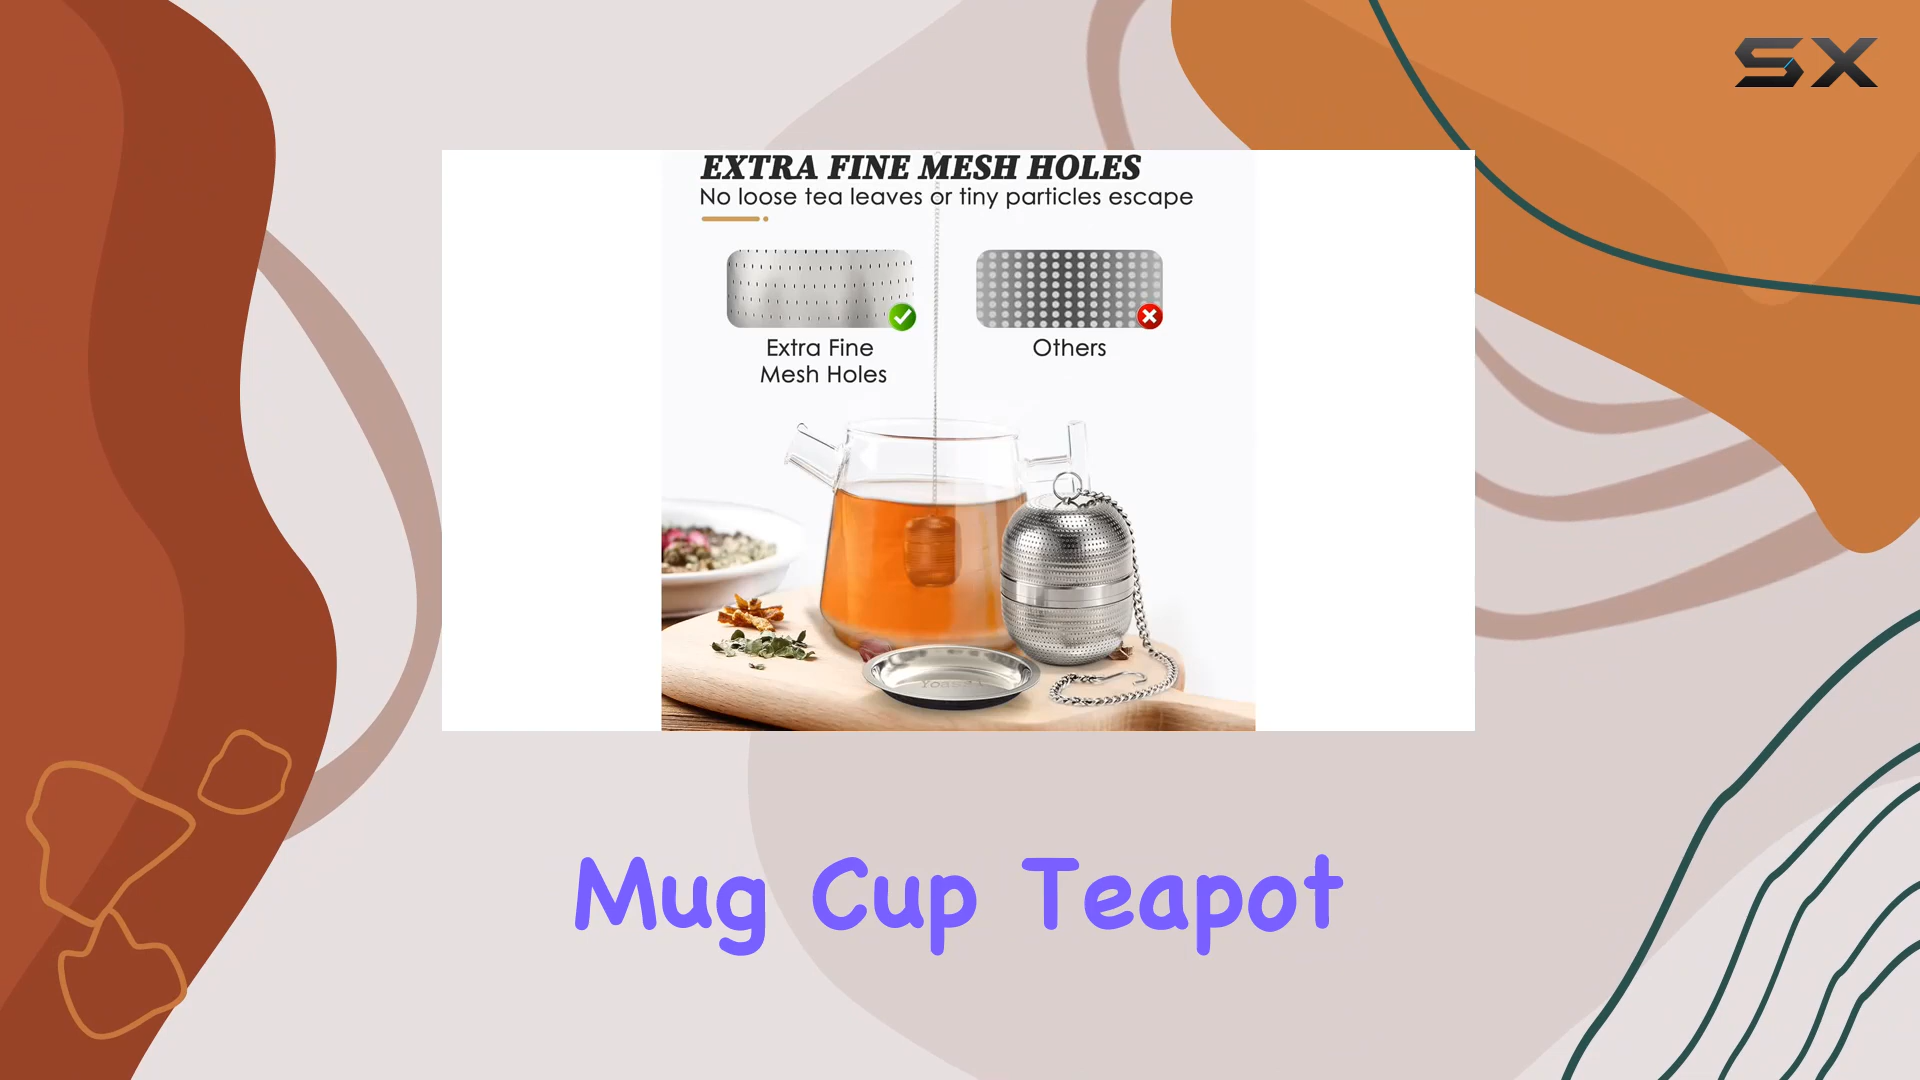 SX
EXTRA FINE MESH HOLES
No loose tea leaves or tiny particles escape
Extra Fine
Mesh Holes
Others
Mug Cup Teapot